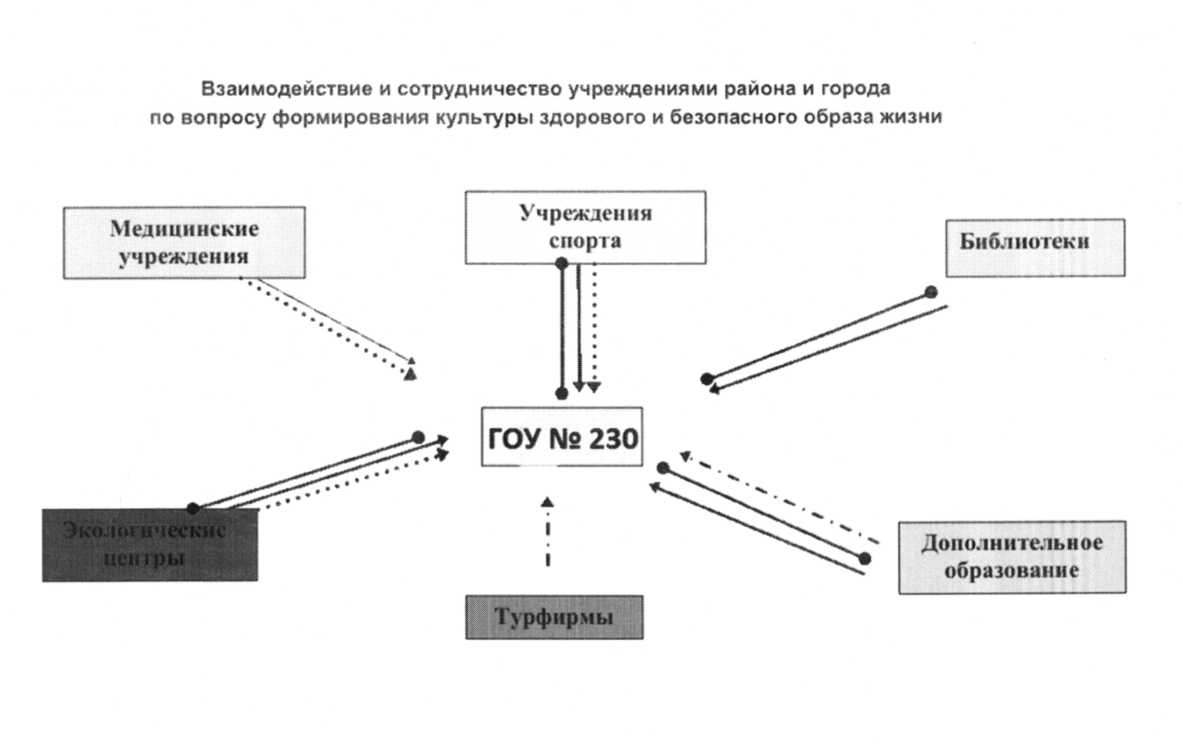 Взаимодействие и сотрудничество учреждениями района и города
по вопросу формирования культуры здорового и безопасного образа жизни
Медицинские
учреждения
Учреждения
спорта
Библиотеки
ГОУ № 230
Экологические
центры
Дополнительное
образование
Турфирмы